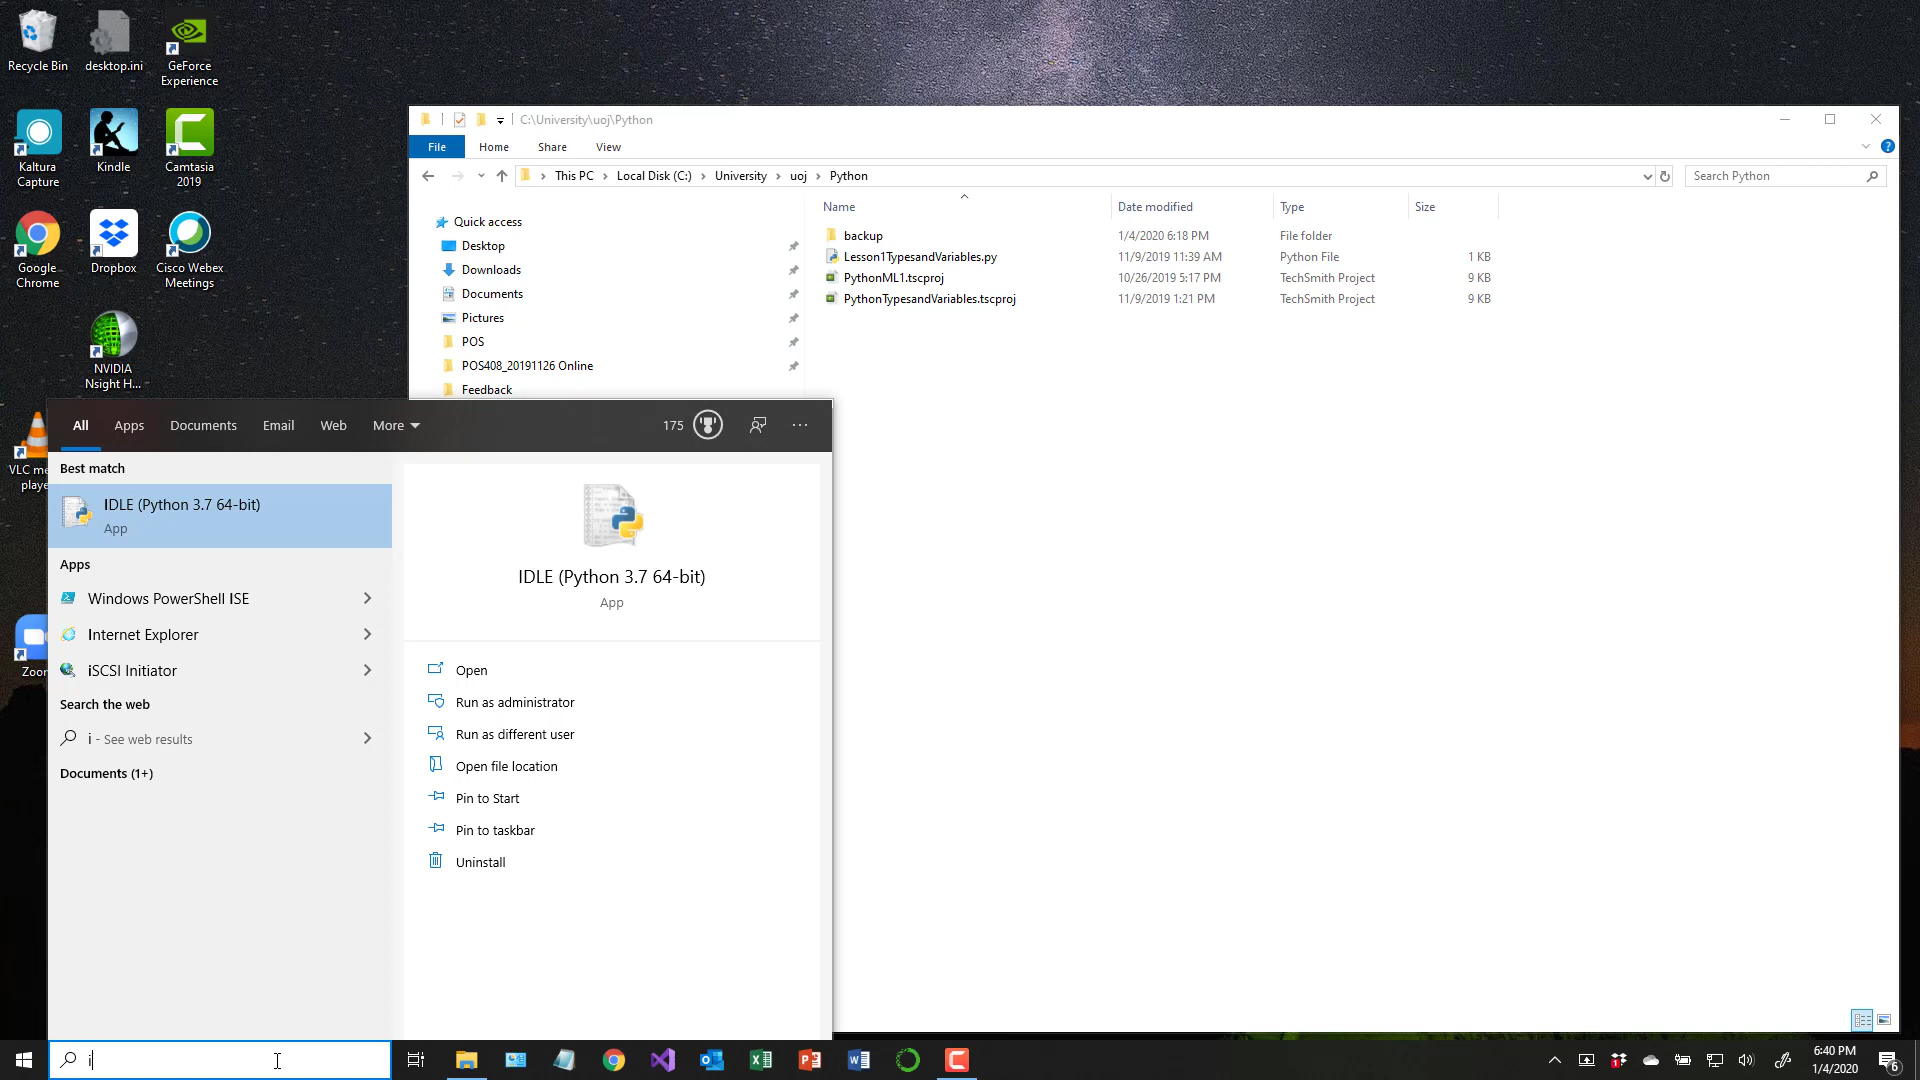 Recycle Bin
desktop.ini
GeForce
Experience
Kaltura
Capture
Kindle
Camtasia
2019
Google
Chrome
Dropbox
Cisco Webex
Meetings
NVIDIA
Nsight H...
VLC me
playe
Zoom
C:\University\uoj\Python
File
Home
Share
View
This PC
Local Disk (C:)
University
uoj
Python
Search Python
Quick access
Desktop
Downloads
Documents
Pictures
POS
POS408_20191126 Online
Feedback
Name
Date modified
Type
Size
backup
1/4/2020 6:18 PM
File folder
Lesson1TypesandVariables.py
11/9/2019 11:39 AM
Python File
1 KB
PythonML1.tscproj
10/26/2019 5:17 PM
TechSmith Project
9 KB
PythonTypesandVariables.tscproj
11/9/2019 1:21 PM
TechSmith Project
9 KB
All
Apps
Documents
Email
Web
More
175
...
Best match
IDLE (Python 3.7 64-bit)
App
Apps
Windows PowerShell ISE
Internet Explorer
iSCSI Initiator
Search the web
i - See web results
Documents (1+)
IDLE (Python 3.7 64-bit)
App
Open
Run as administrator
Run as different user
Open file location
Pin to Start
Pin to taskbar
Uninstall
i
6:40 PM
1/4/2020
6